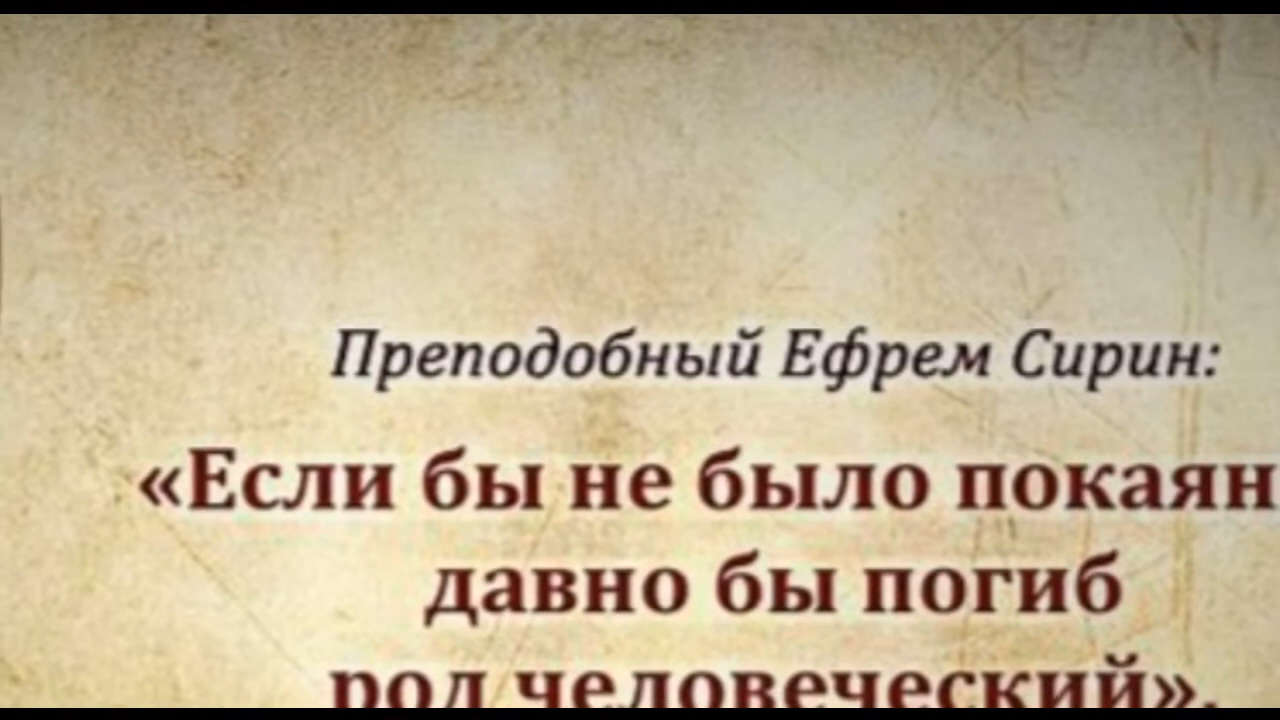 Преподобный Ефрем Сирин:
«Если бы не было покаян
давно бы погиб
род человеческий».